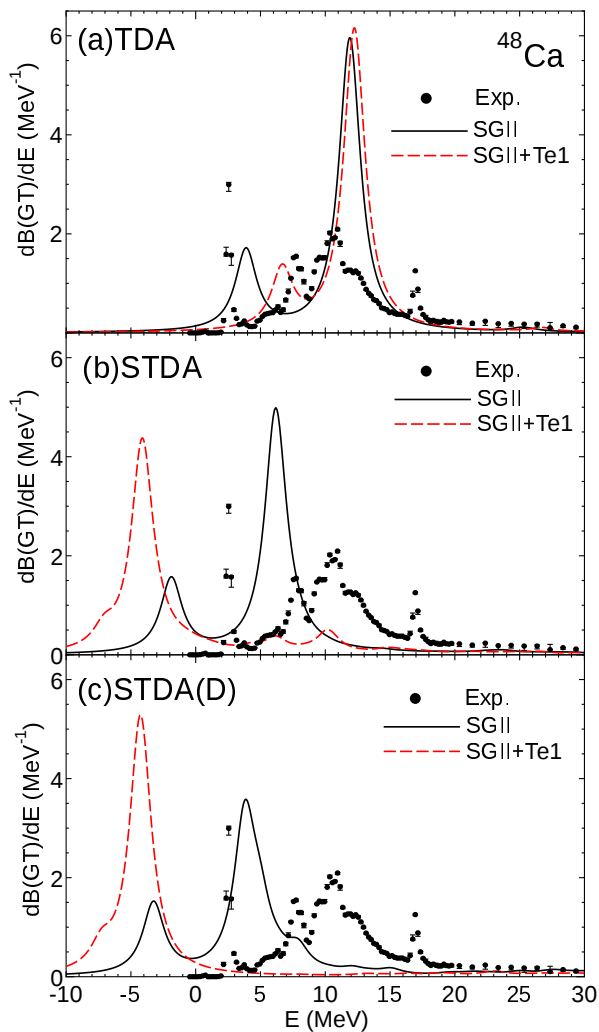 (a)TDA
48Ca
Exp.
SGII
SGII+Te1
dB(GT)/dE (MeV-1)
6
4
2
(b)STDA
Exp.
SGII
SGII+Te1
dB(GT)/dE (MeV-1)
6
4
2
0
(c)STDA(D)
Exp.
SGII
SGII+Te1
dB(GT)/dE (MeV-1)
6
4
2
0
-10 -5 0 5 10 15 20 25 30
E (MeV)